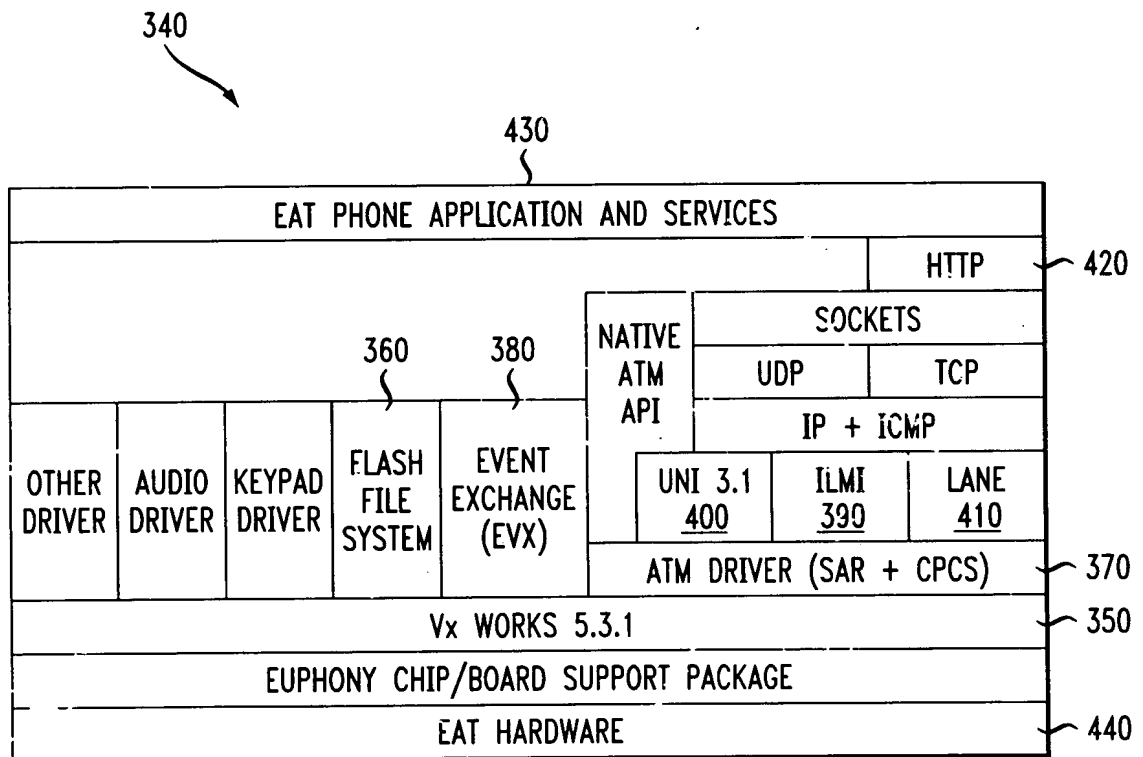 340
430
EAT PHONE APPLICATION AND SERVICES
HTTP
420
SOCKETS
NATIVE
ATM
API
360
380
UDP
TCP
IP + ICMP
OTHER
DRIVER
AUDIO
DRIVER
KEYPAD
DRIVER
FLASH
FILE
SYSTEM
EVENT
EXCHANGE
(EVX)
UNI 3.1
400
ILMI
390
LANE
410
ATM DRIVER (SAR + CPCS)
370
Vx WORKS 5.3.1
350
EUPHONY CHIP/BOARD SUPPORT PACKAGE
EAT HARDWARE
440